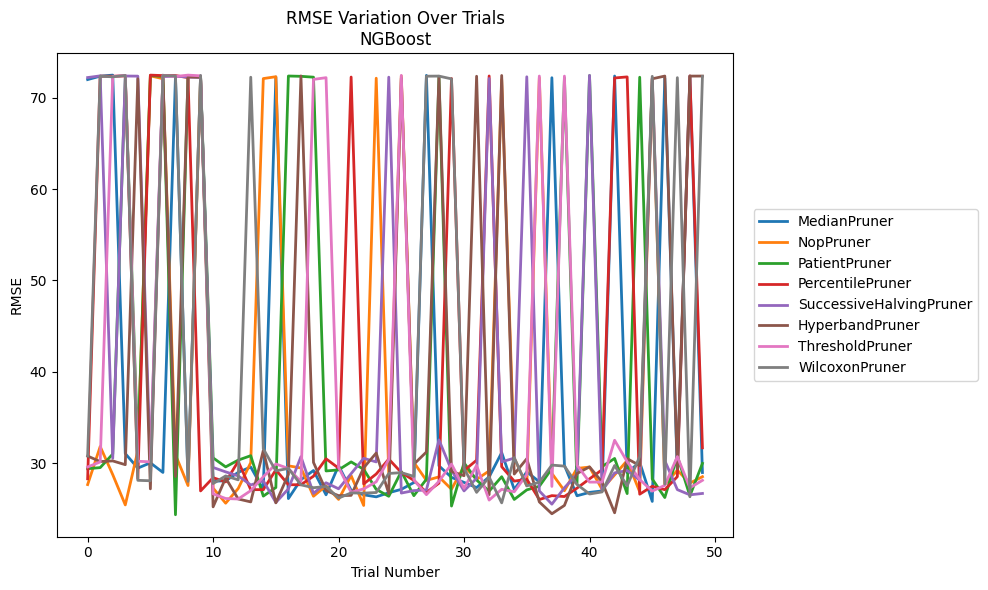 RMSE Variation Over Trials
NGBoost
RMSE
70
60
50
40
30
0
10
20
30
40
50
Trial Number
MedianPruner
NopPruner
PatientPruner
PercentilePruner
SuccessiveHalvingPruner
HyperbandPruner
ThresholdPruner
WilcoxonPruner